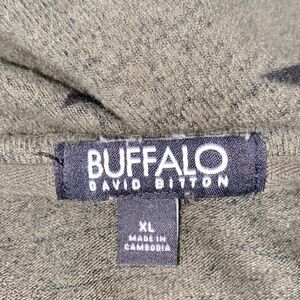 BUFFALO
DAVID BITTON
XL
MADE IN
CAMBODIA